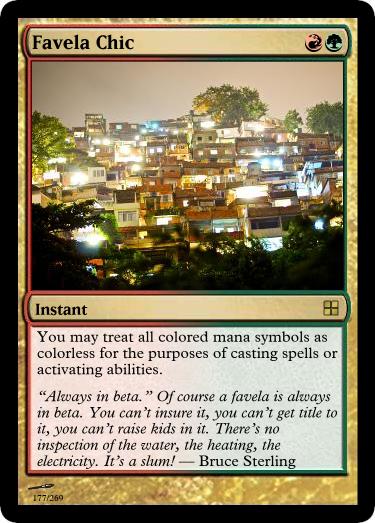 Favela Chic
Instant
You may treat all colored mana symbols as
colorless for the purposes of casting spells or
activating abilities.
“Always in beta.” Of course a favela is always
in beta. You can’t insure it, you can’t get title to
it, you can’t raise kids in it. There’s no
inspection of the water, the heating, the
electricity. It’s a slum! — Bruce Sterling
177/269